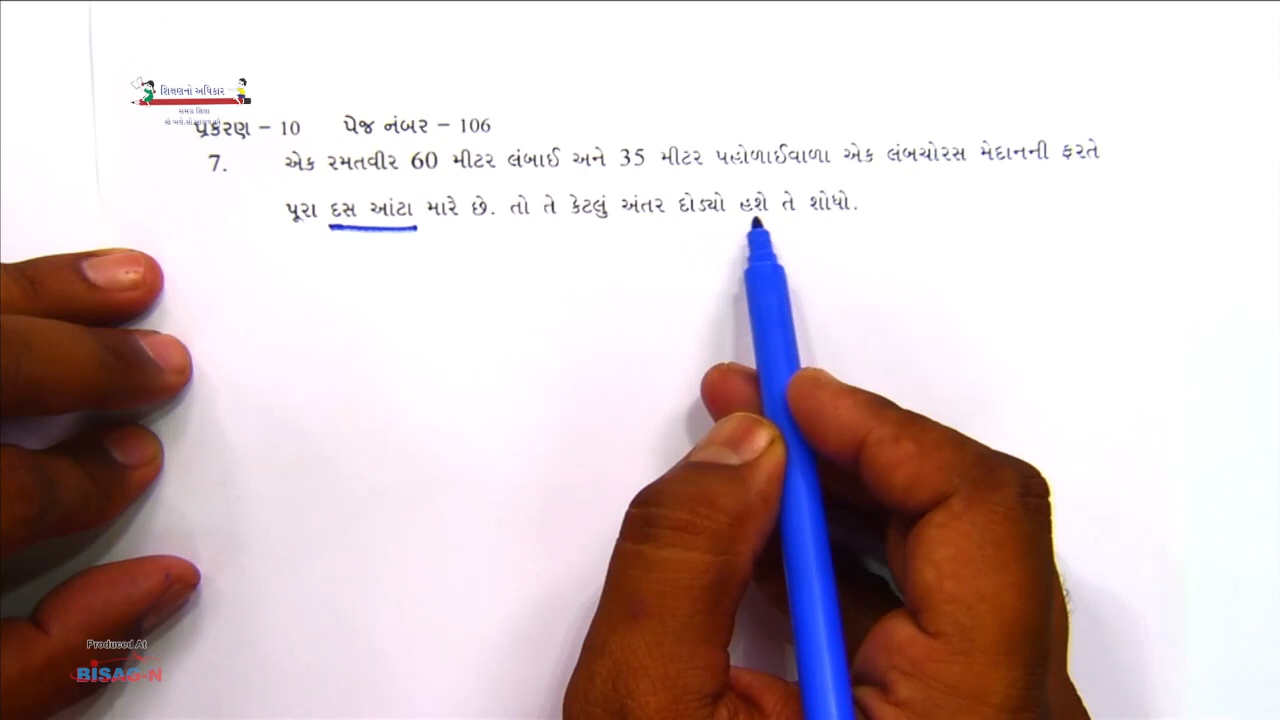 શિક્ષણનો અધિકાર
સમગ્ર શિક્ષા
પ્રકરણ – 10 પેજ નંબર – 106
7. એક રમતવીર 60 મીટર લંબાઈ અને 35 મીટર પહોળાઈવાળા એક લંબચોરસ મેદાનની ફરતે
પૂરા દસ આંટા મારે છે. તો તે કેટલું અંતર દોડ્યો હશે તે શોધો.
Produced At
BISAG-N